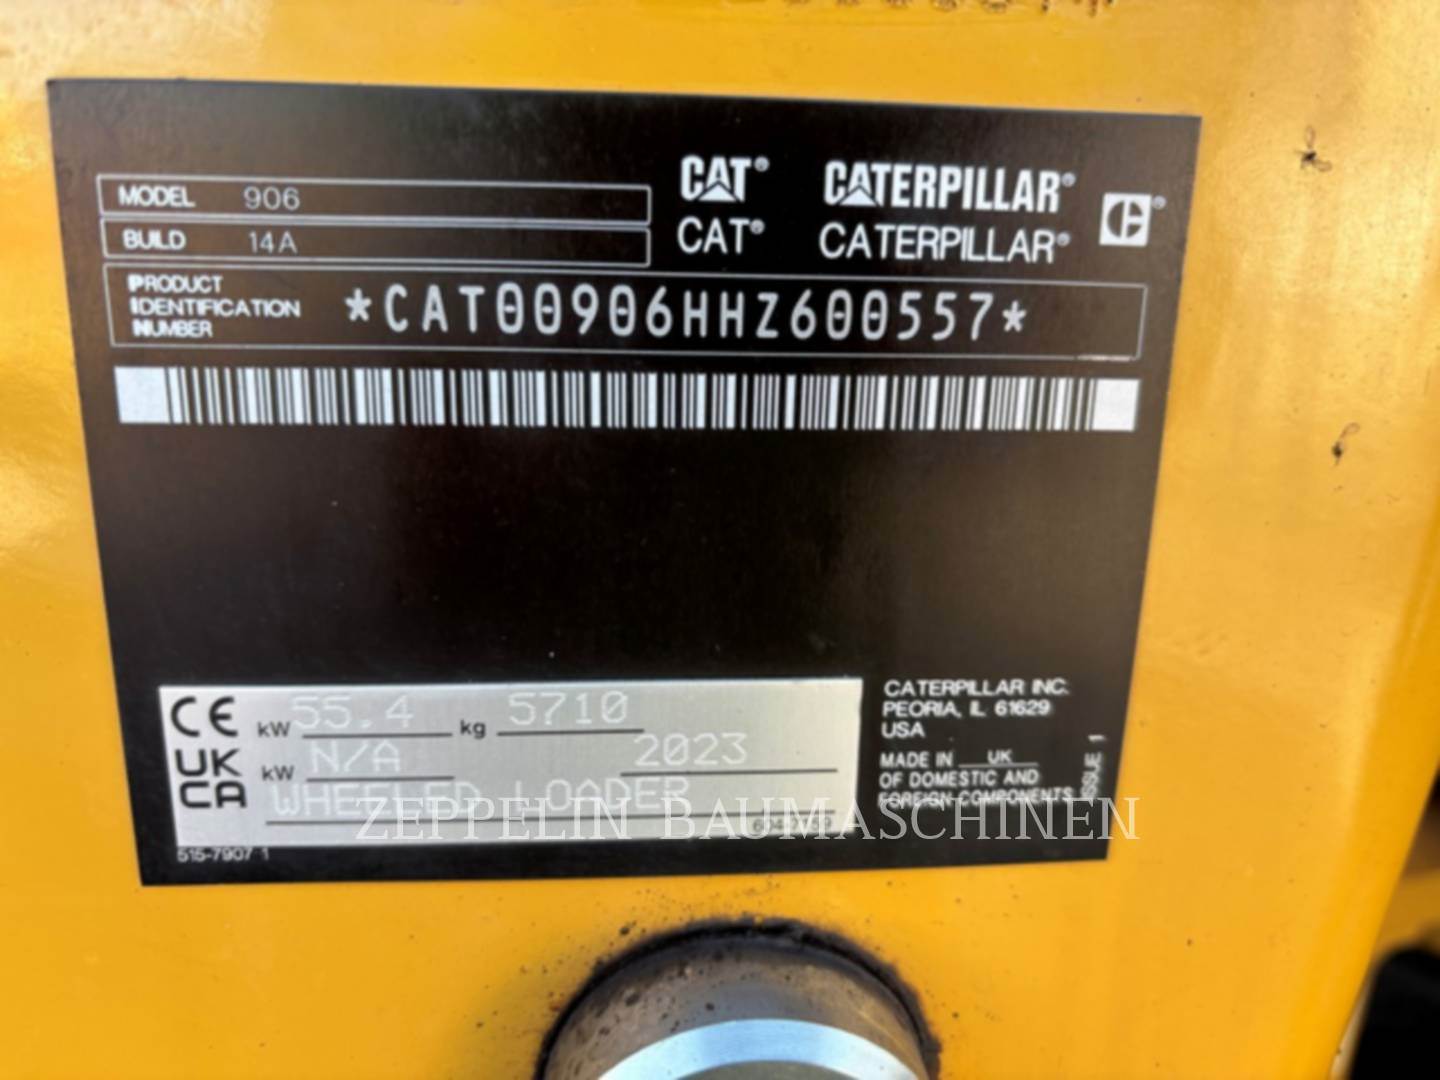 CAT® CATERPILLAR®
CAT® CATERPILLAR® ®
MODEL 906
BUILD 14A
PRODUCT
IDENTIFICATION
NUMBER
*CAT00906HHZ600557*
CE kW 55.4 kg 5710
UK
CA kW N/A 2023
WHEELED LOADER
604-2159
515-7907 1
CATERPILLAR INC.
PEORIA, IL 61629
USA
MADE IN UK
OF DOMESTIC AND
FOREIGN COMPONENTS
ISSUE 1
ZEPPELIN BAUMASCHINEN